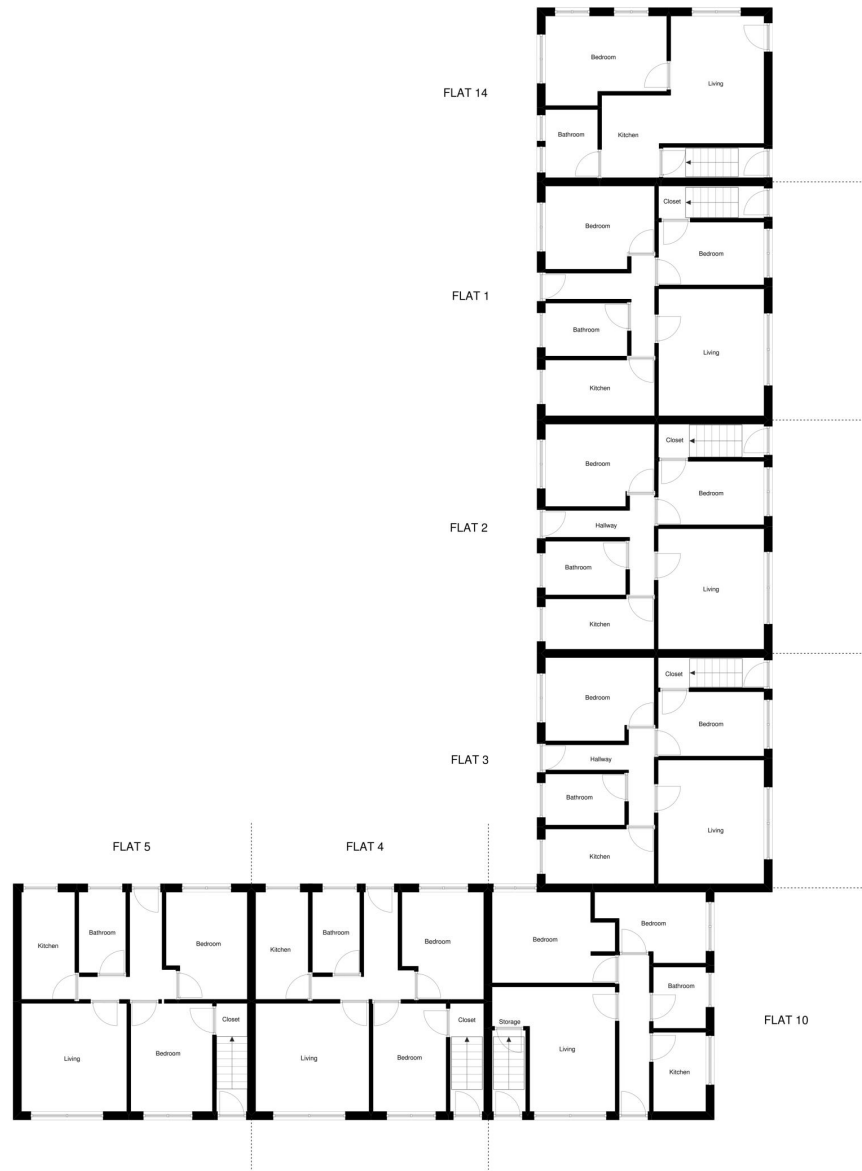 Bedroom
Living
FLAT 14
Bathroom
Kitchen
Closet
Bedroom
Bedroom
FLAT 1
Bathroom
Living
Kitchen
Closet
Bedroom
Bedroom
FLAT 2
Hallway
Bathroom
Living
Kitchen
Closet
Bedroom
Bedroom
FLAT 3
Hallway
Bathroom
Living
Kitchen
FLAT 5
Kitchen
Bathroom
Bedroom
Closet
Living
Bedroom
FLAT 4
Kitchen
Bathroom
Bedroom
Closet
Living
Bedroom
Bedroom
Bedroom
Bathroom
Storage
FLAT 10
Living
Kitchen